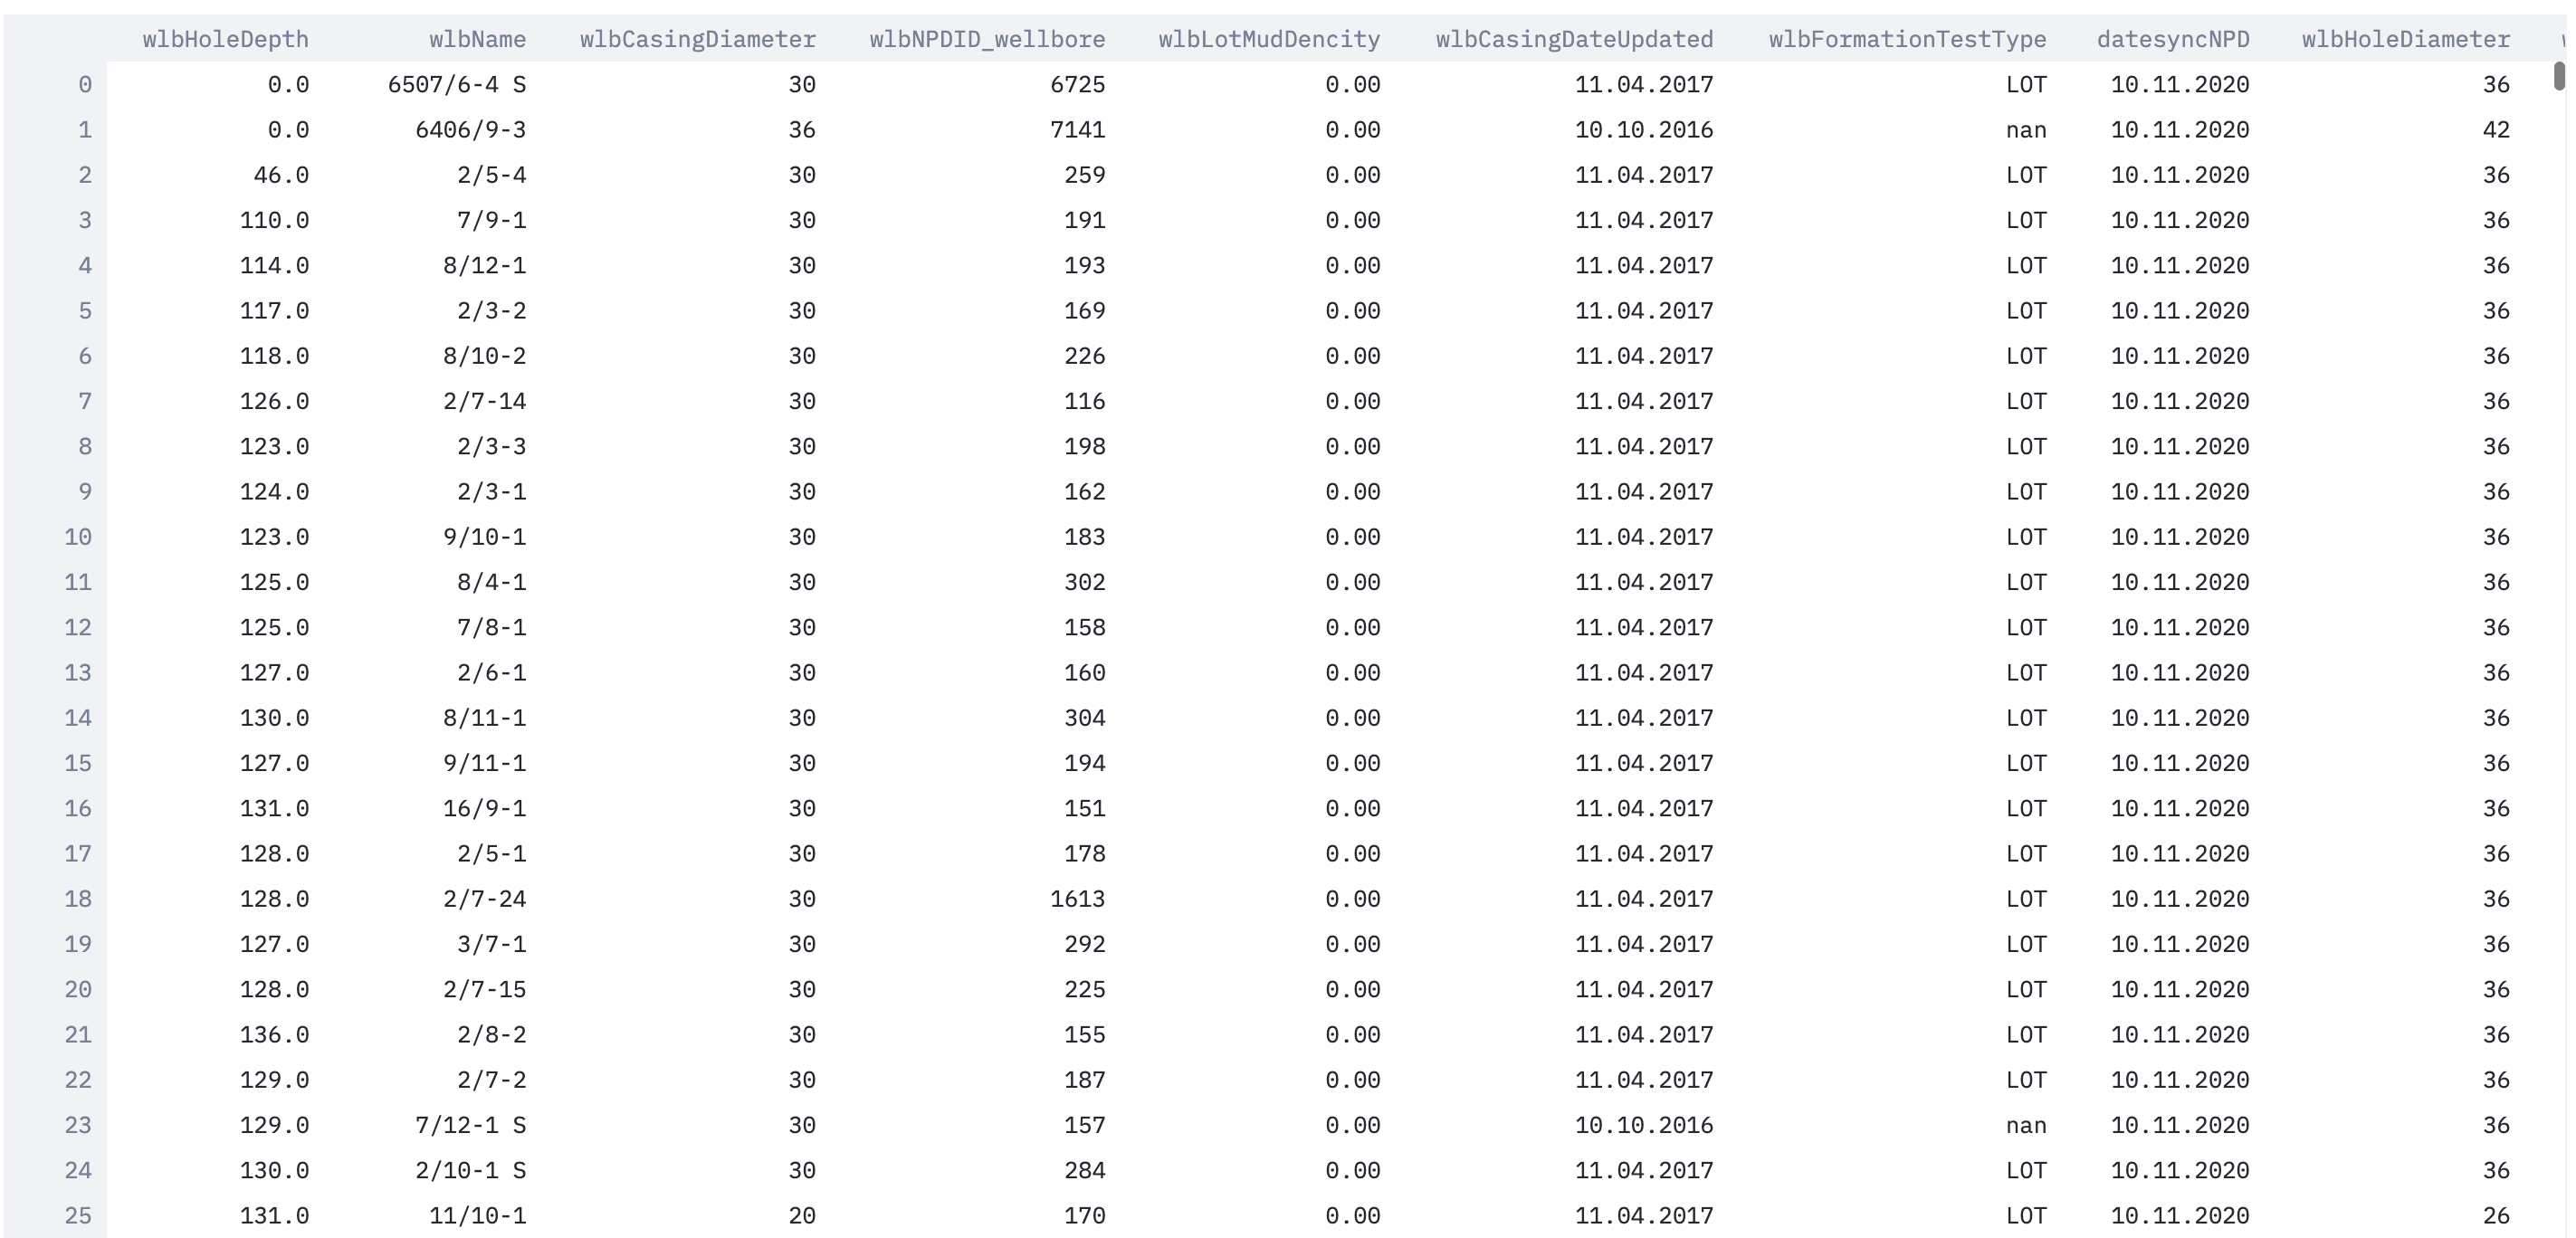 wlbHoleDepth wlbName wlbCasingDiameter wlbNPDID_wellbore wlbLotMudDencity wlbCasingDateUpdated wlbFormationTestType datesyncNPD wlbHoleDiameter
0 0.0 6507/6-4 S 30 6725 0.00 11.04.2017 LOT 10.11.2020 36
1 0.0 6406/9-3 36 7141 0.00 10.10.2016 nan 10.11.2020 42
2 46.0 2/5-4 30 259 0.00 11.04.2017 LOT 10.11.2020 36
3 110.0 7/9-1 30 191 0.00 11.04.2017 LOT 10.11.2020 36
4 114.0 8/12-1 30 193 0.00 11.04.2017 LOT 10.11.2020 36
5 117.0 2/3-2 30 169 0.00 11.04.2017 LOT 10.11.2020 36
6 118.0 8/10-2 30 226 0.00 11.04.2017 LOT 10.11.2020 36
7 126.0 2/7-14 30 116 0.00 11.04.2017 LOT 10.11.2020 36
8 123.0 2/3-3 30 198 0.00 11.04.2017 LOT 10.11.2020 36
9 124.0 2/3-1 30 162 0.00 11.04.2017 LOT 10.11.2020 36
10 123.0 9/10-1 30 183 0.00 11.04.2017 LOT 10.11.2020 36
11 125.0 8/4-1 30 302 0.00 11.04.2017 LOT 10.11.2020 36
12 125.0 7/8-1 30 158 0.00 11.04.2017 LOT 10.11.2020 36
13 127.0 2/6-1 30 160 0.00 11.04.2017 LOT 10.11.2020 36
14 130.0 8/11-1 30 304 0.00 11.04.2017 LOT 10.11.2020 36
15 127.0 9/11-1 30 194 0.00 11.04.2017 LOT 10.11.2020 36
16 131.0 16/9-1 30 151 0.00 11.04.2017 LOT 10.11.2020 36
17 128.0 2/5-1 30 178 0.00 11.04.2017 LOT 10.11.2020 36
18 128.0 2/7-24 30 1613 0.00 11.04.2017 LOT 10.11.2020 36
19 127.0 3/7-1 30 292 0.00 11.04.2017 LOT 10.11.2020 36
20 128.0 2/7-15 30 225 0.00 11.04.2017 LOT 10.11.2020 36
21 136.0 2/8-2 30 155 0.00 11.04.2017 LOT 10.11.2020 36
22 129.0 2/7-2 30 187 0.00 11.04.2017 LOT 10.11.2020 36
23 129.0 7/12-1 S 30 157 0.00 10.10.2016 nan 10.11.2020 36
24 130.0 2/10-1 S 30 284 0.00 11.04.2017 LOT 10.11.2020 36
25 131.0 11/10-1 20 170 0.00 11.04.2017 LOT 10.11.2020 26